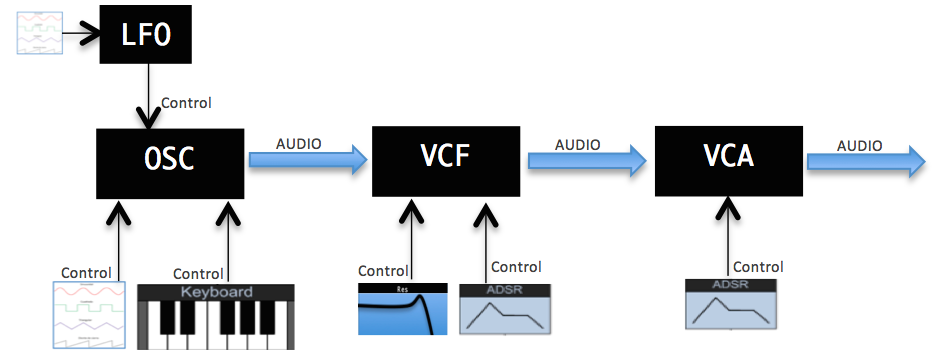 LFO
Control
OSC
AUDIO
VCF
AUDIO
VCA
AUDIO
Control
Control
Control
Control
Control
Keyboard
Res
ADSR
ADSR